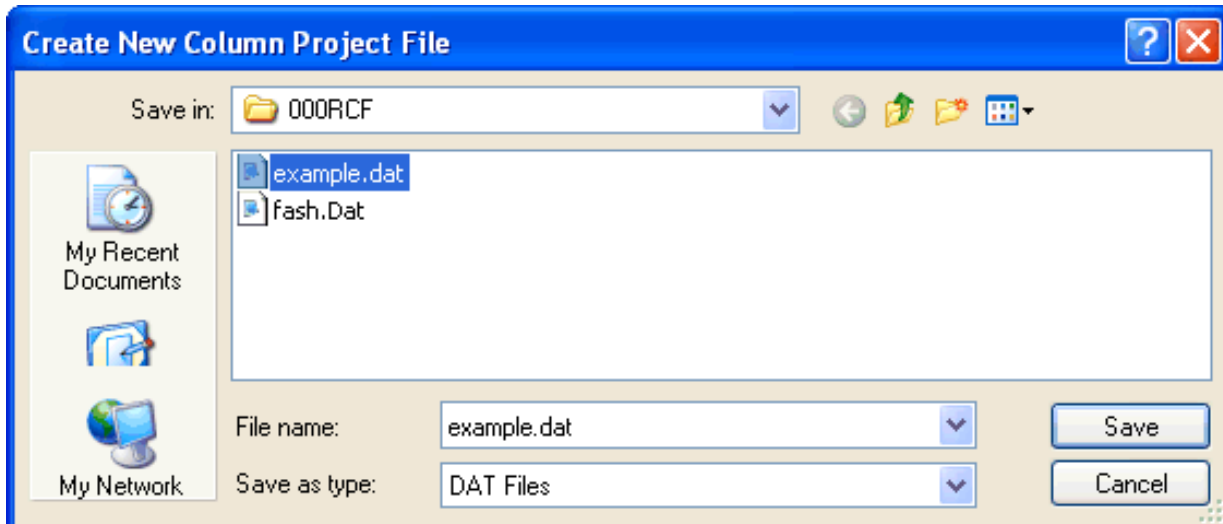 Create New Column Project File
Save in: 000RCF
example.dat
fash.Dat
My Recent
Documents
My Network
File name: example.dat Save
Save as type: DAT Files Cancel